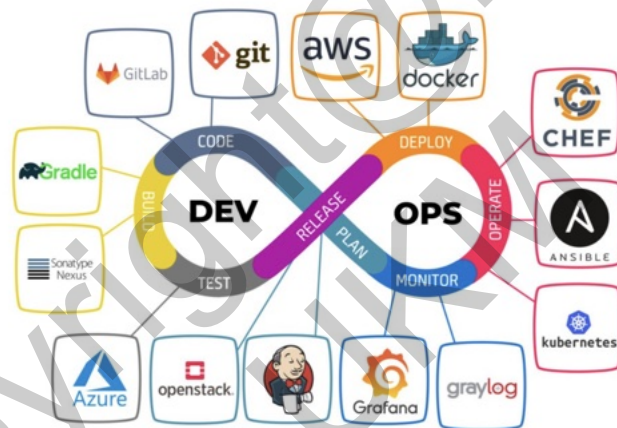 GitLab
git
aws
docker
CHEF
Gradle
CODE
DEPLOY
BUILD
DEV
RELEASE
OPS
OPERATE
ANSIBLE
PLAN
Sonatype
Nexus
TEST
MONITOR
kubernetes
Azure
openstack.
Grafana
graylog
UKM